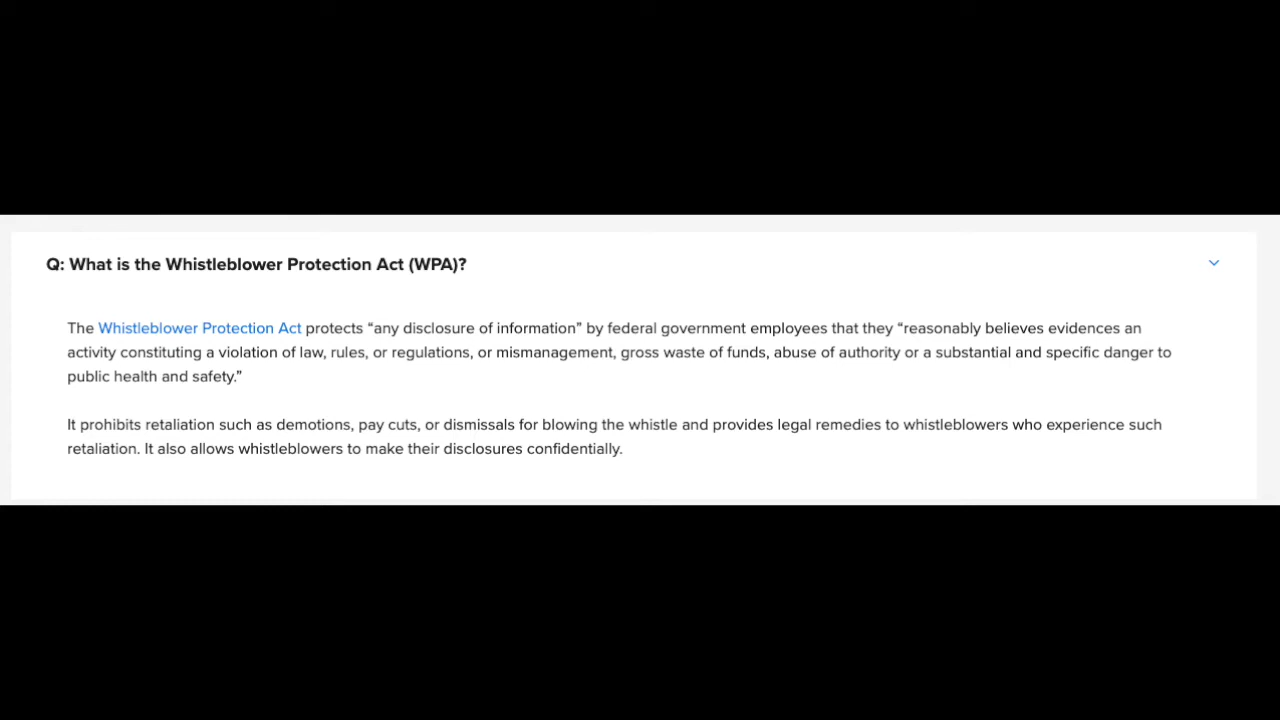 Q: What is the Whistleblower Protection Act (WPA)?
The Whistleblower Protection Act protects “any disclosure of information” by federal government employees that they “reasonably believes evidences an
activity constituting a violation of law, rules, or regulations, or mismanagement, gross waste of funds, abuse of authority or a substantial and specific danger to
public health and safety.”
It prohibits retaliation such as demotions, pay cuts, or dismissals for blowing the whistle and provides legal remedies to whistleblowers who experience such
retaliation. It also allows whistleblowers to make their disclosures confidentially.